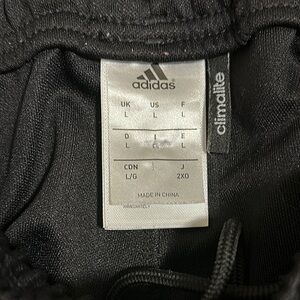 adidas
UK US F
L L L
D I E
L L L
CDN J
L/G 2XO
MADE IN CHINA
climalite